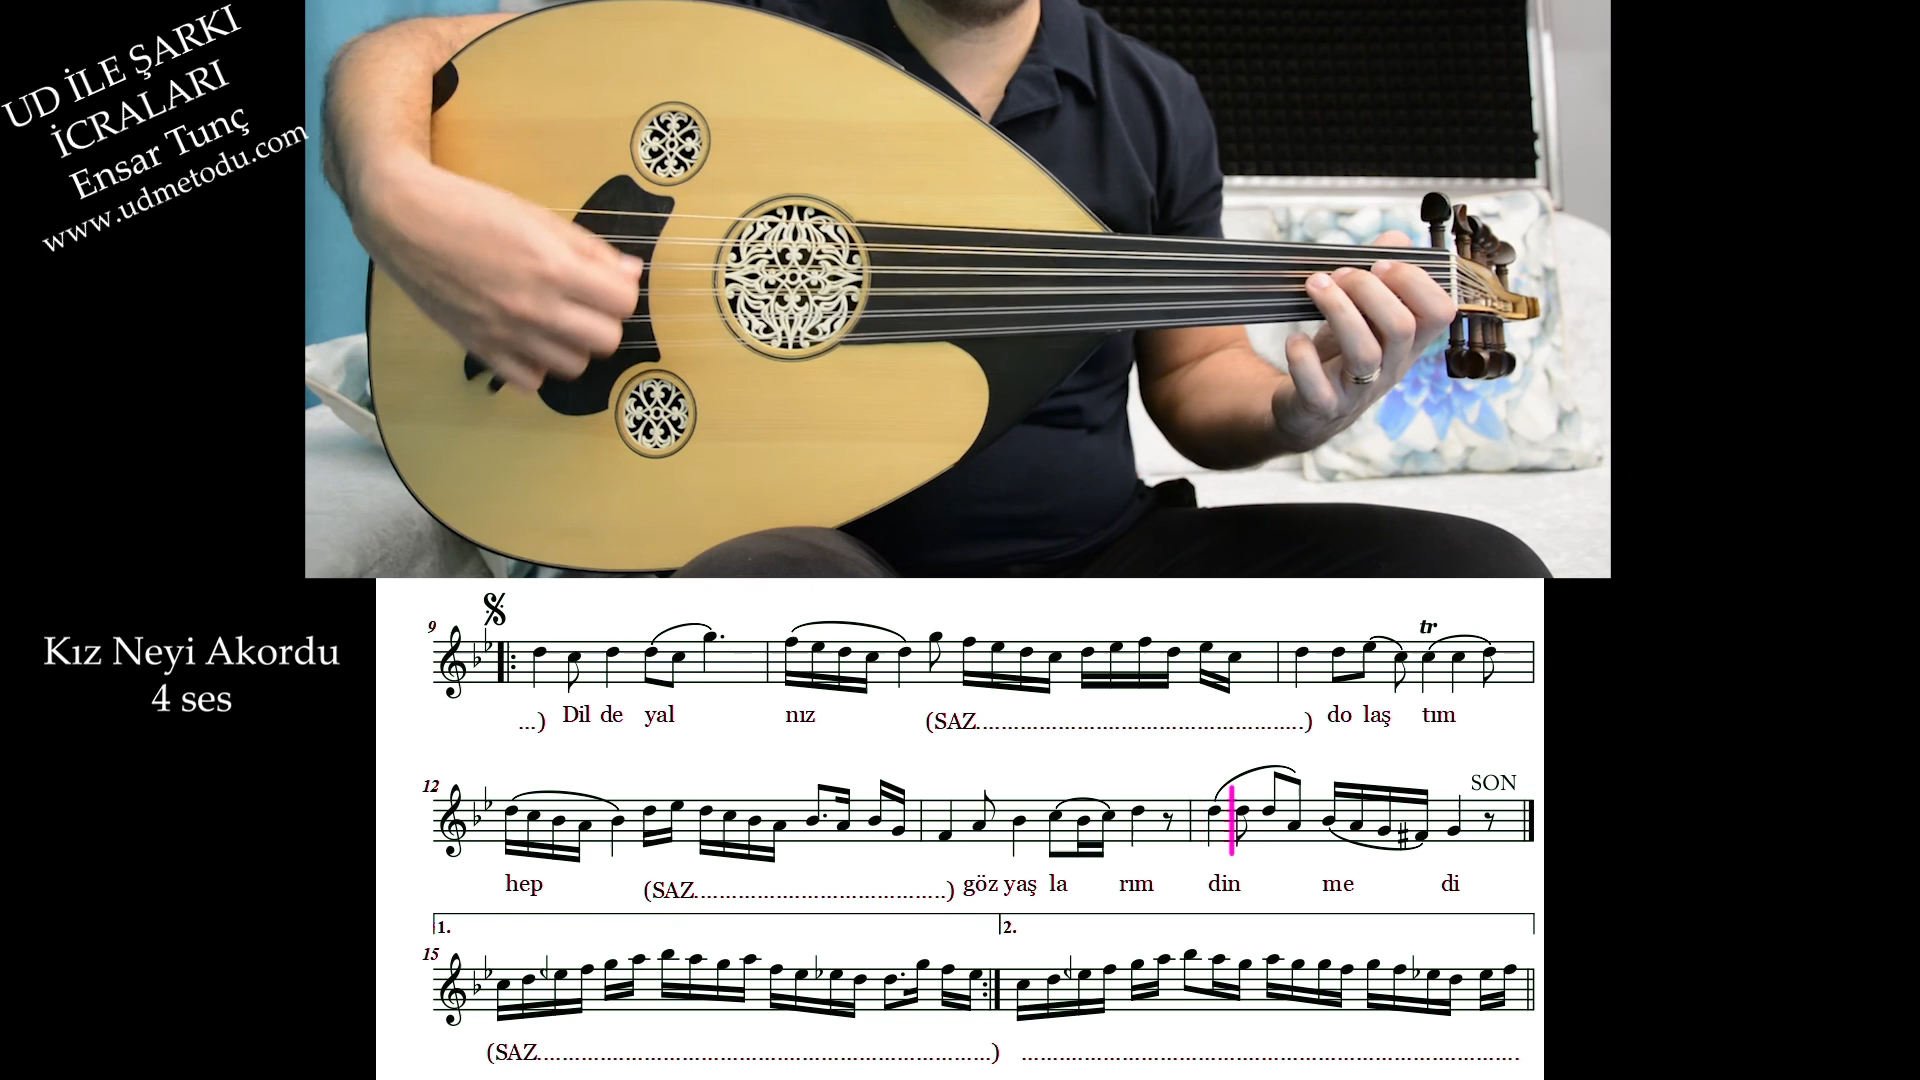 UD İLE ŞARKI
İCRALARI
Ensar Tunç
www.udmetodu.com
Kız Neyi Akordu
4 ses
9
tr
...) Dil de yal nız (SAZ..................................................) do laş tım
12
SON
hep (SAZ.......................................) göz yaş la rım din me di
1. 2.
15
(SAZ.....................................................................) ............................................................................